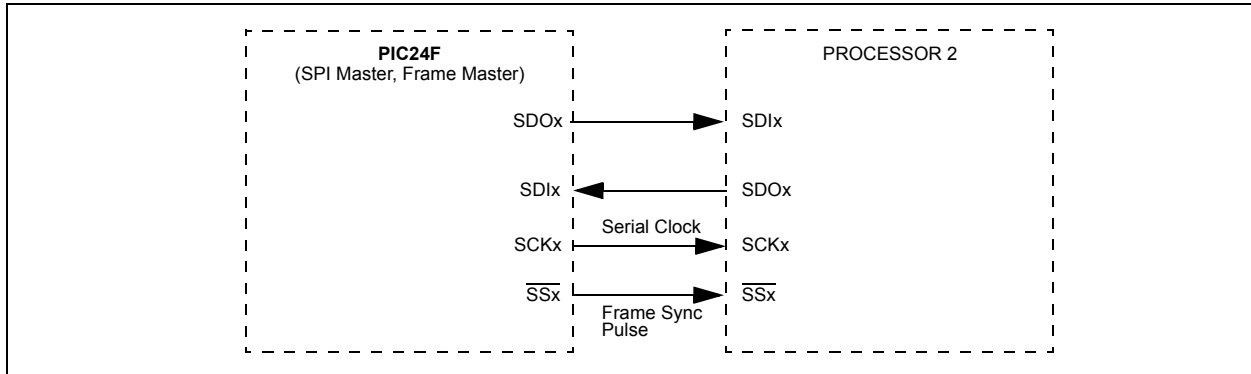 PIC24F
(SPI Master, Frame Master)
PROCESSOR 2
SDOx
SDIx
SDIx
SDOx
Serial Clock
SCKx
SCKx
SSx
SSx
Frame Sync
Pulse